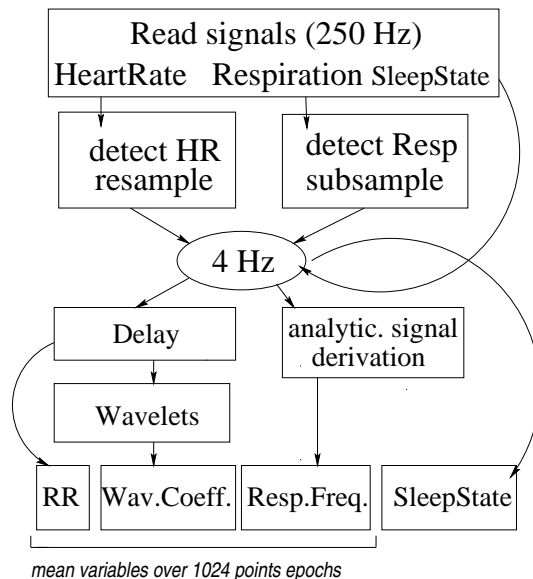 Read signals (250 Hz)
HeartRate Respiration SleepState
detect HR
resample
detect Resp
subsample
4 Hz
Delay
analytic. signal
derivation
Wavelets
RR
Wav.Coeff.
Resp.Freq.
SleepState
mean variables over 1024 points epochs